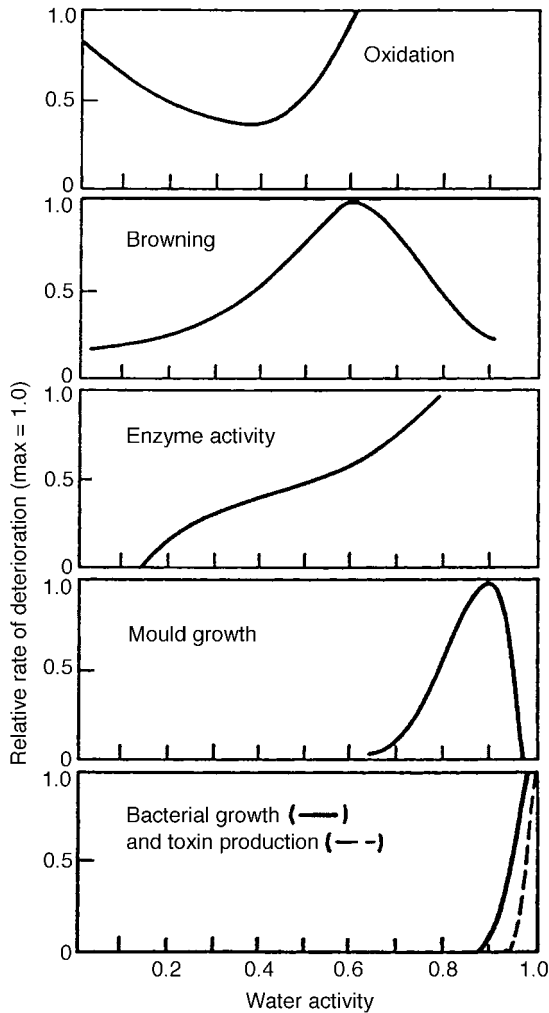 1.0
Oxidation
0.5
0
1.0
Browning
0.5
0
1.0
Enzyme activity
0.5
0
1.0
Mould growth
0.5
0
1.0
Bacterial growth (——)
and toxin production (— –)
0.5
0
0.2 0.4 0.6 0.8 1.0
Water activity
Relative rate of deterioration (max = 1.0)